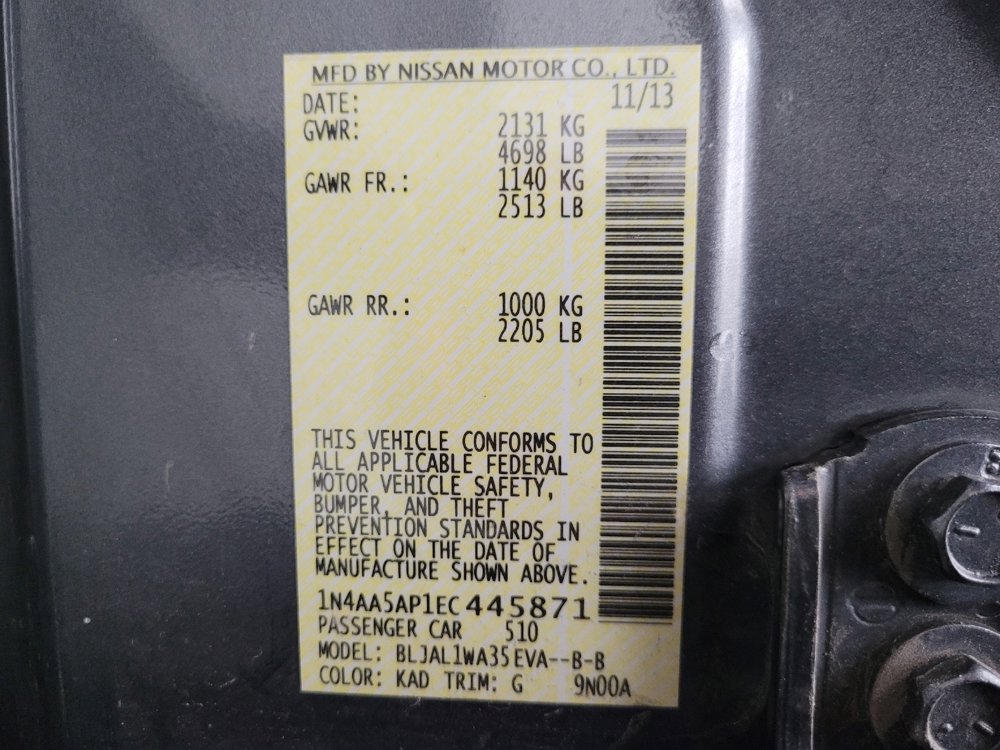 MFD BY NISSAN MOTOR CO., LTD.
DATE: 11/13
GVWR: 2131 KG
4698 LB
GAWR FR.: 1140 KG
2513 LB
GAWR RR.: 1000 KG
2205 LB
THIS VEHICLE CONFORMS TO
ALL APPLICABLE FEDERAL
MOTOR VEHICLE SAFETY,
BUMPER, AND THEFT
PREVENTION STANDARDS IN
EFFECT ON THE DATE OF
MANUFACTURE SHOWN ABOVE.
1N4AA5AP1EC445871
PASSENGER CAR 510
MODEL: BLJAL1WA35EVA--B-B
COLOR: KAD TRIM: G 9N00A
8